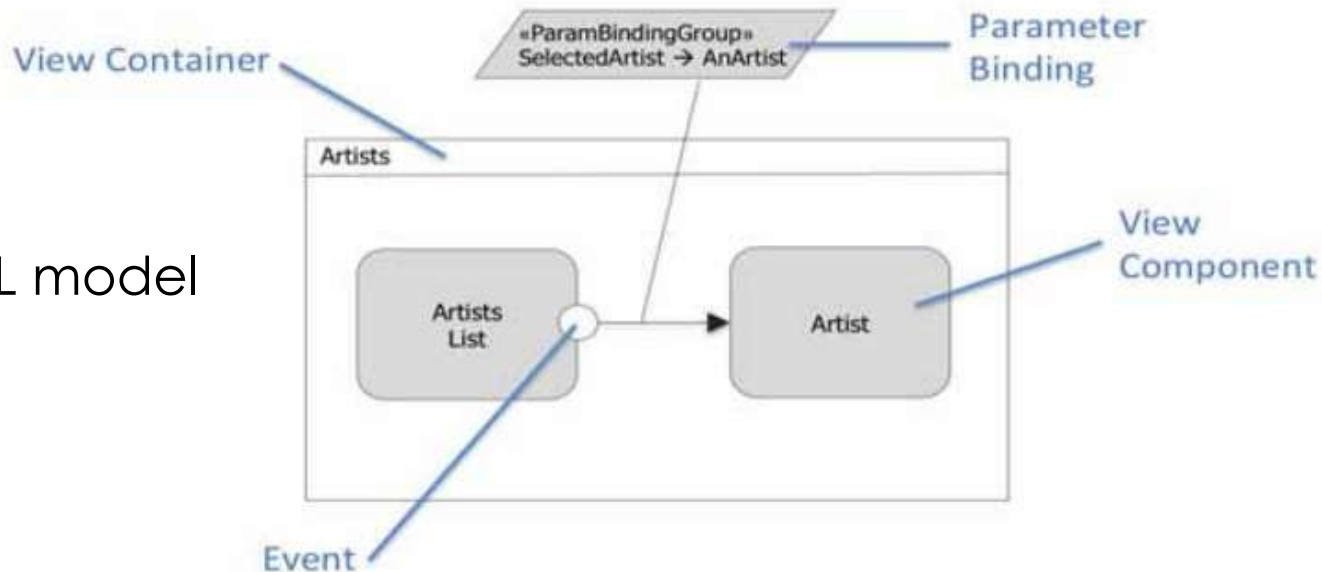 «ParamBindingGroup»
SelectedArtist → AnArtist
Parameter
Binding
View Container
Artists
View
Component
L model
Artists
List
Artist
Event